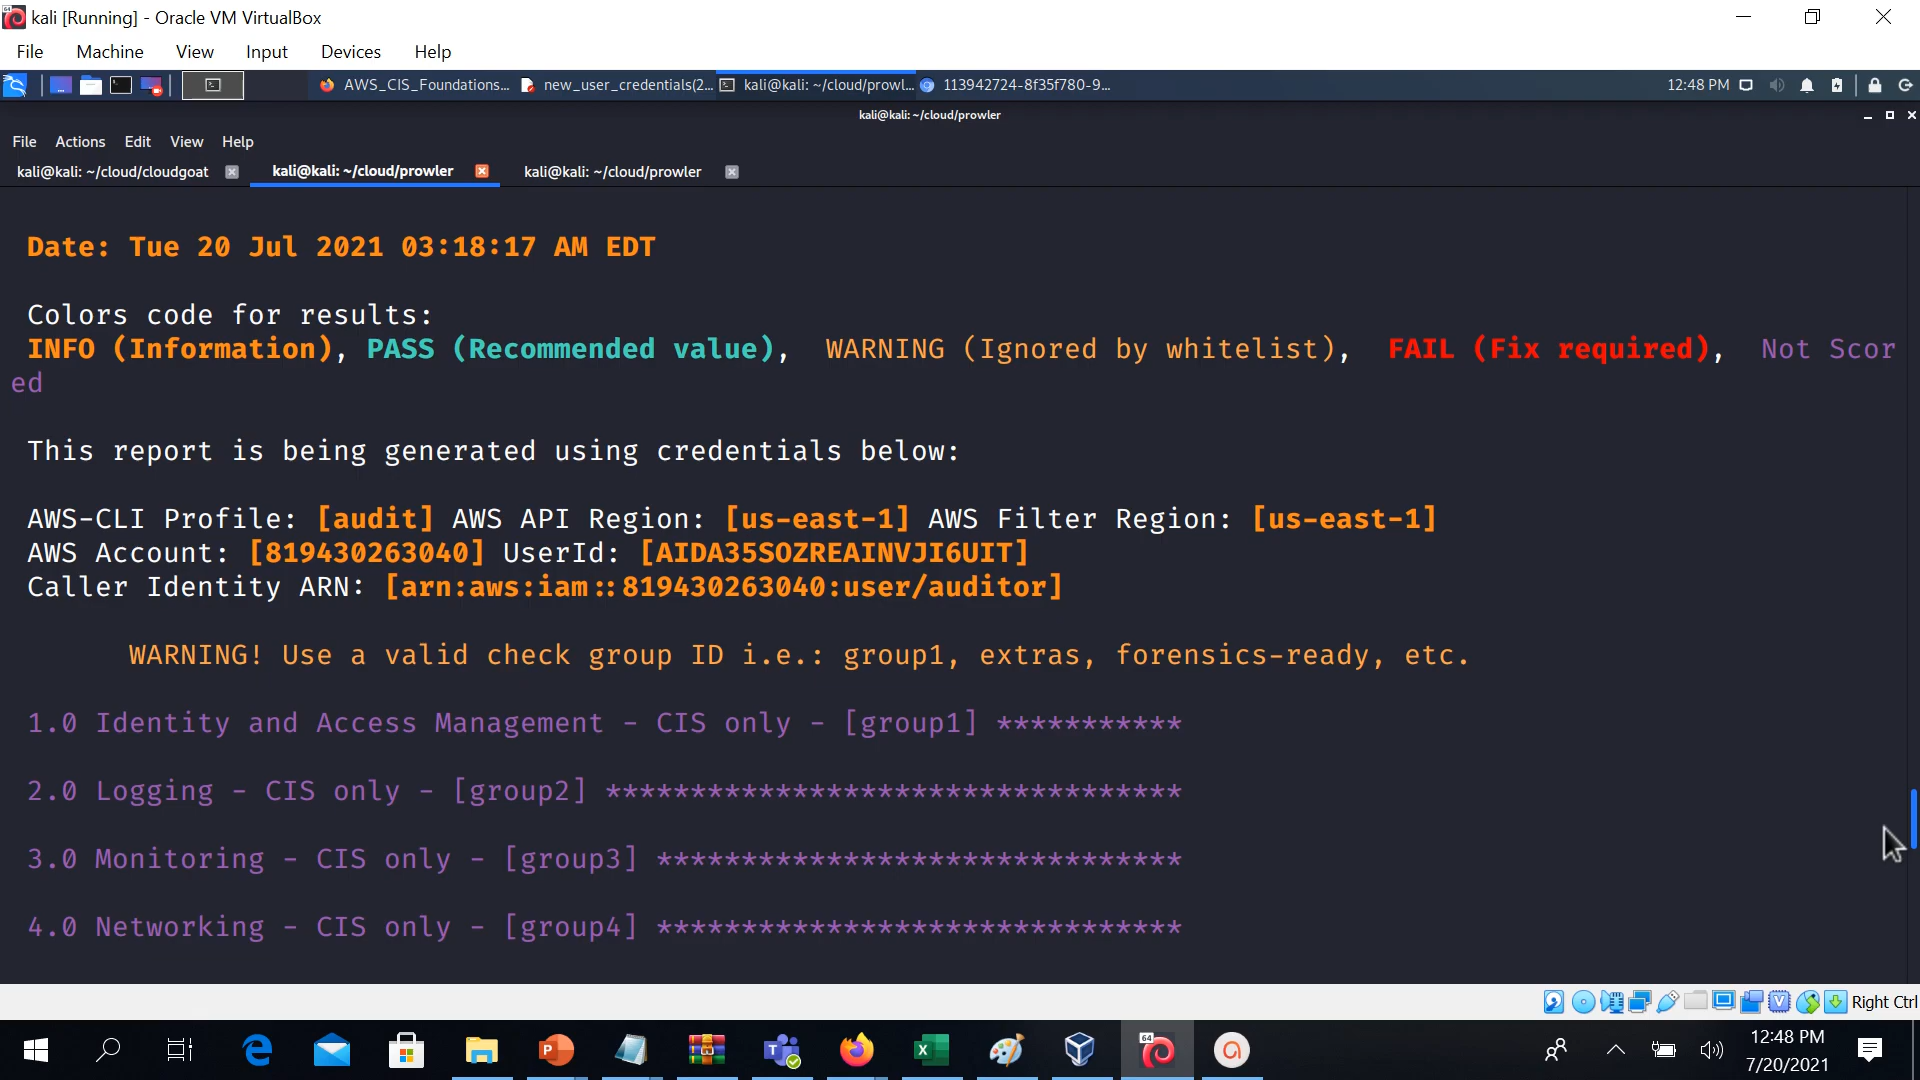 kali [Running] - Oracle VM VirtualBox
File Machine View Input Devices Help
AWS_CIS_Foundations... new_user_credentials(2... kali@kali: ~/cloud/prowl... 113942724-8f35f780-9... 12:48 PM
kali@kali: ~/cloud/prowler
File Actions Edit View Help
kali@kali: ~/cloud/cloudgoat kali@kali: ~/cloud/prowler kali@kali: ~/cloud/prowler
Date: Tue 20 Jul 2021 03:18:17 AM EDT
Colors code for results:
INFO (Information), PASS (Recommended value), WARNING (Ignored by whitelist), FAIL (Fix required), Not Scor
ed
This report is being generated using credentials below:
AWS-CLI Profile: [audit] AWS API Region: [us-east-1] AWS Filter Region: [us-east-1]
AWS Account: [819430263040] UserId: [AIDA35SOZREAINVJI6UIT]
Caller Identity ARN: [arn:aws:iam::819430263040:user/auditor]
WARNING! Use a valid check group ID i.e.: group1, extras, forensics-ready, etc.
1.0 Identity and Access Management - CIS only - [group1] ***********
2.0 Logging - CIS only - [group2] **********************************
3.0 Monitoring - CIS only - [group3] *******************************
4.0 Networking - CIS only - [group4] *******************************
Right Ctrl
12:48 PM
7/20/2021